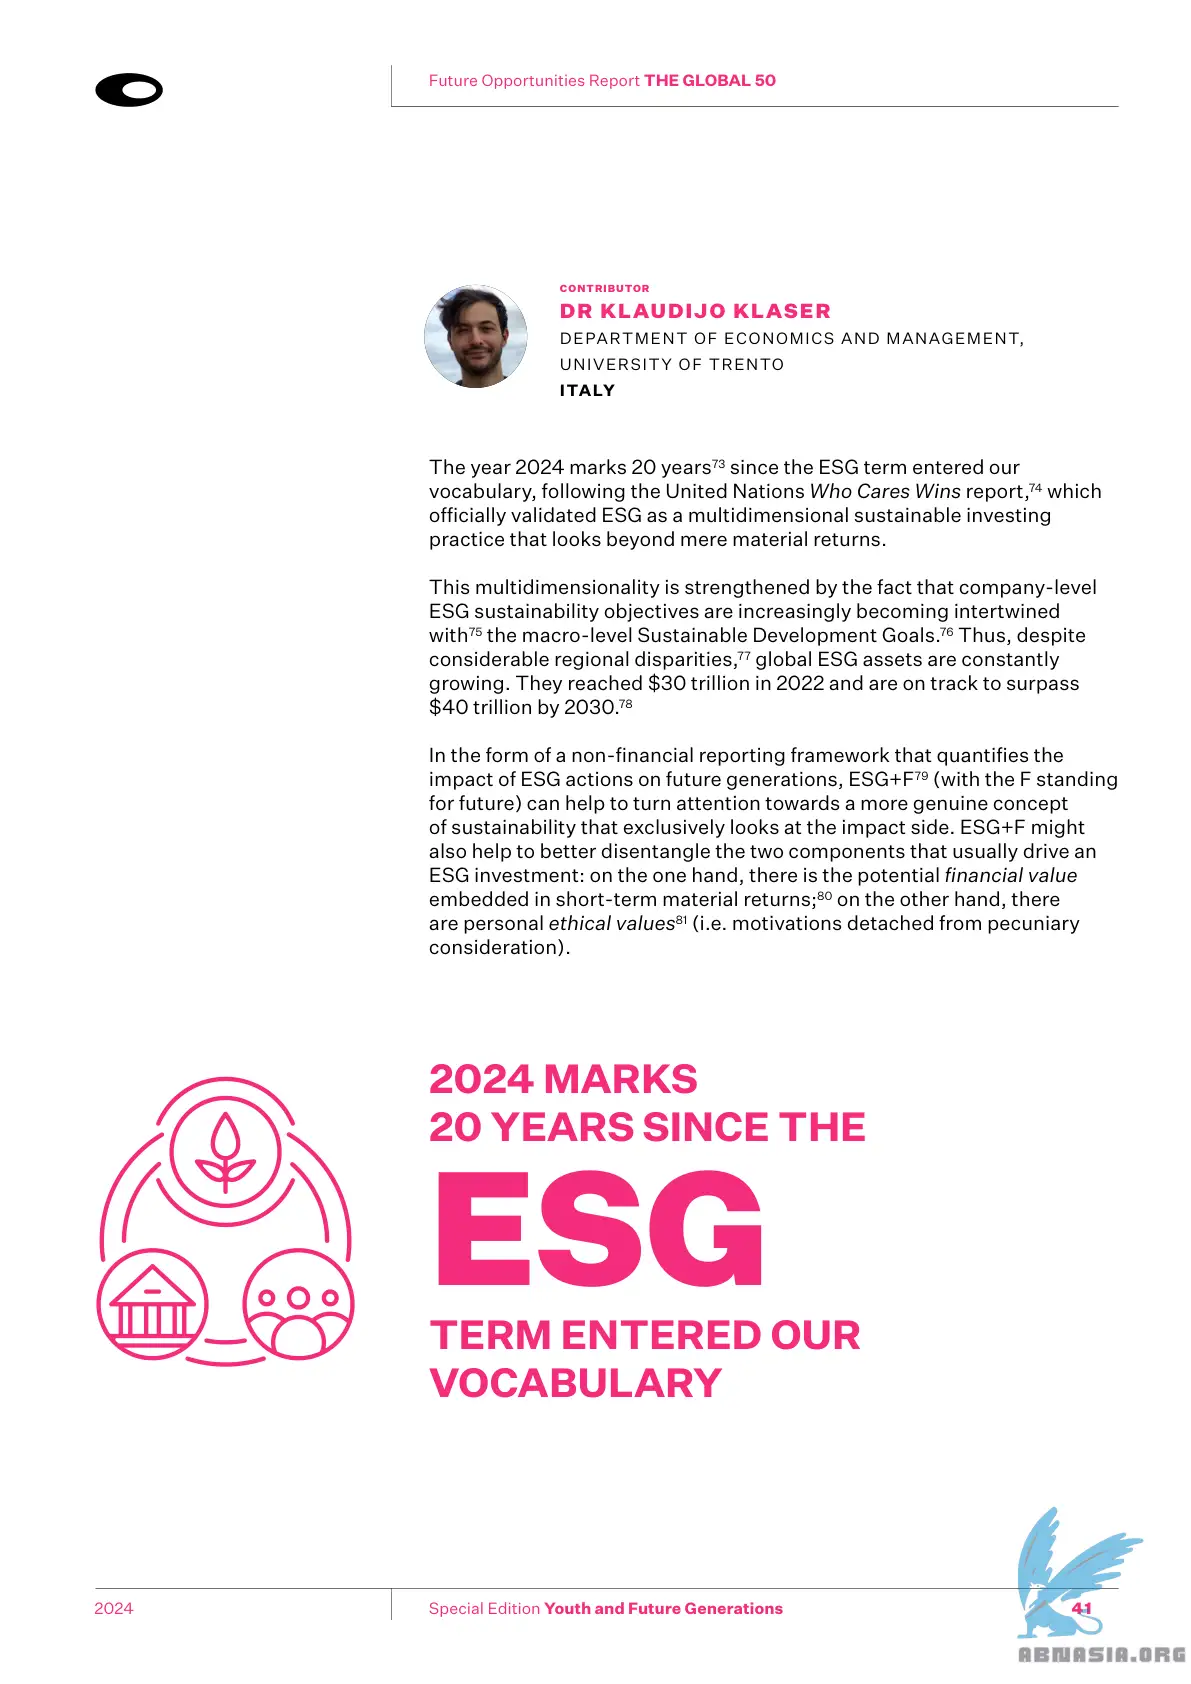 Future Opportunities Report THE GLOBAL 50
CONTRIBUTOR
DR KLAUDIJO KLASER
DEPARTMENT OF ECONOMICS AND MANAGEMENT,
UNIVERSITY OF TRENTO
ITALY
The year 2024 marks 20 years⁷³ since the ESG term entered our
vocabulary, following the United Nations Who Cares Wins report,⁷⁴ which
officially validated ESG as a multidimensional sustainable investing
practice that looks beyond mere material returns.
This multidimensionality is strengthened by the fact that company-level
ESG sustainability objectives are increasingly becoming intertwined
with⁷⁵ the macro-level Sustainable Development Goals.⁷⁶ Thus, despite
considerable regional disparities,⁷⁷ global ESG assets are constantly
growing. They reached $30 trillion in 2022 and are on track to surpass
$40 trillion by 2030.⁷⁸
In the form of a non-financial reporting framework that quantifies the
impact of ESG actions on future generations, ESG+F⁷⁹ (with the F standing
for future) can help to turn attention towards a more genuine concept
of sustainability that exclusively looks at the impact side. ESG+F might
also help to better disentangle the two components that usually drive an
ESG investment: on the one hand, there is the potential financial value
embedded in short-term material returns;⁸⁰ on the other hand, there
are personal ethical values⁸¹ (i.e. motivations detached from pecuniary
consideration).
2024 MARKS
20 YEARS SINCE THE
ESG
TERM ENTERED OUR
VOCABULARY
2024
Special Edition Youth and Future Generations
41
ABNASIA.ORG